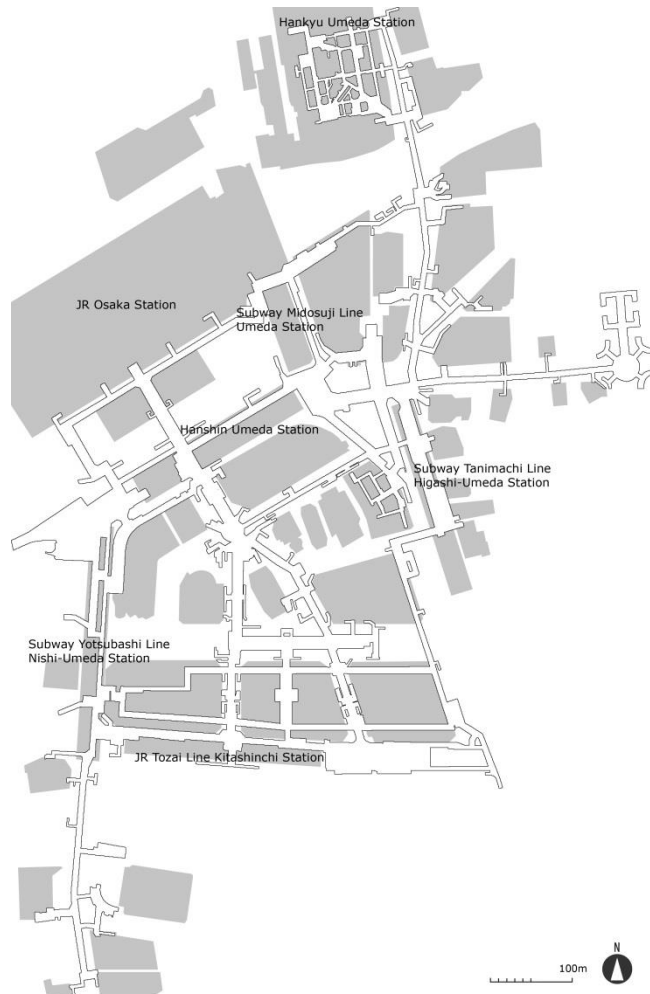 Hankyu Umeda Station
JR Osaka Station
Subway Midosuji Line
Umeda Station
Hanshin Umeda Station
Subway Tanimachi Line
Higashi-Umeda Station
Subway Yotsubashi Line
Nishi-Umeda Station
JR Tozai Line Kitashinchi Station
100m
N